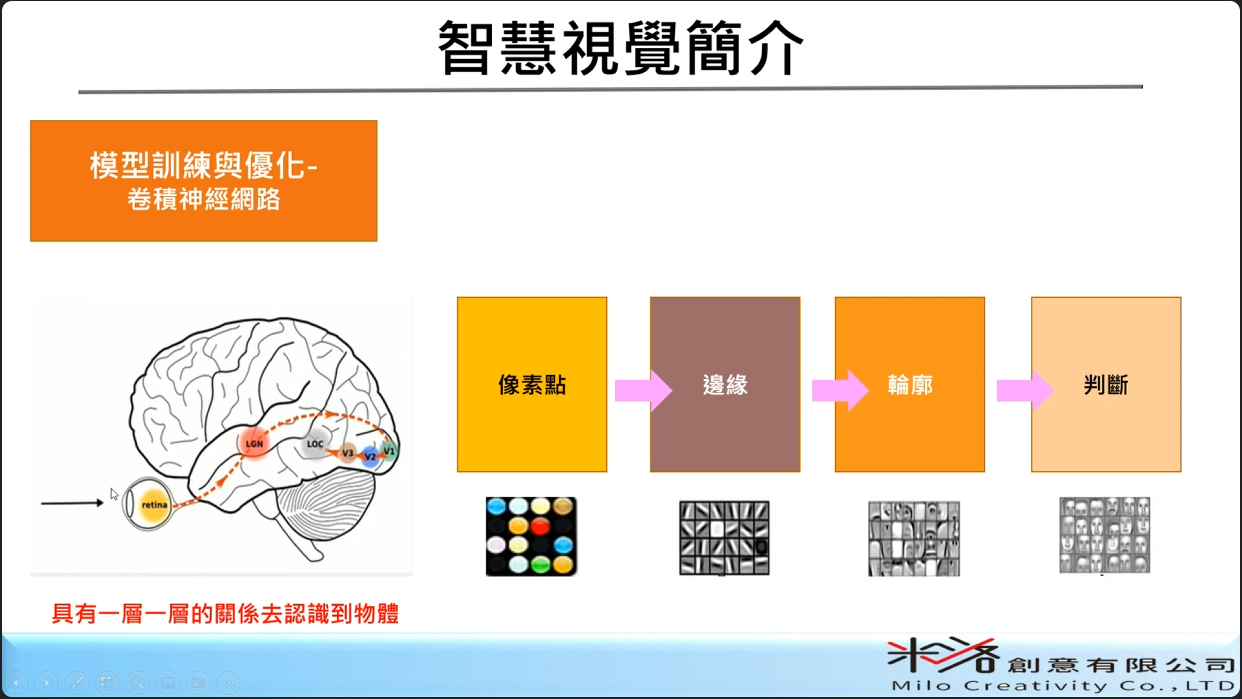 智慧視覺簡介
模型訓練與優化-
卷積神經網路
像素點
邊緣
輪廓
判斷
LGN
LOC
V3
V2
V1
retina
具有一層一層的關係去認識到物體
米洛創意有限公司
Milo Creativity Co.,LTD